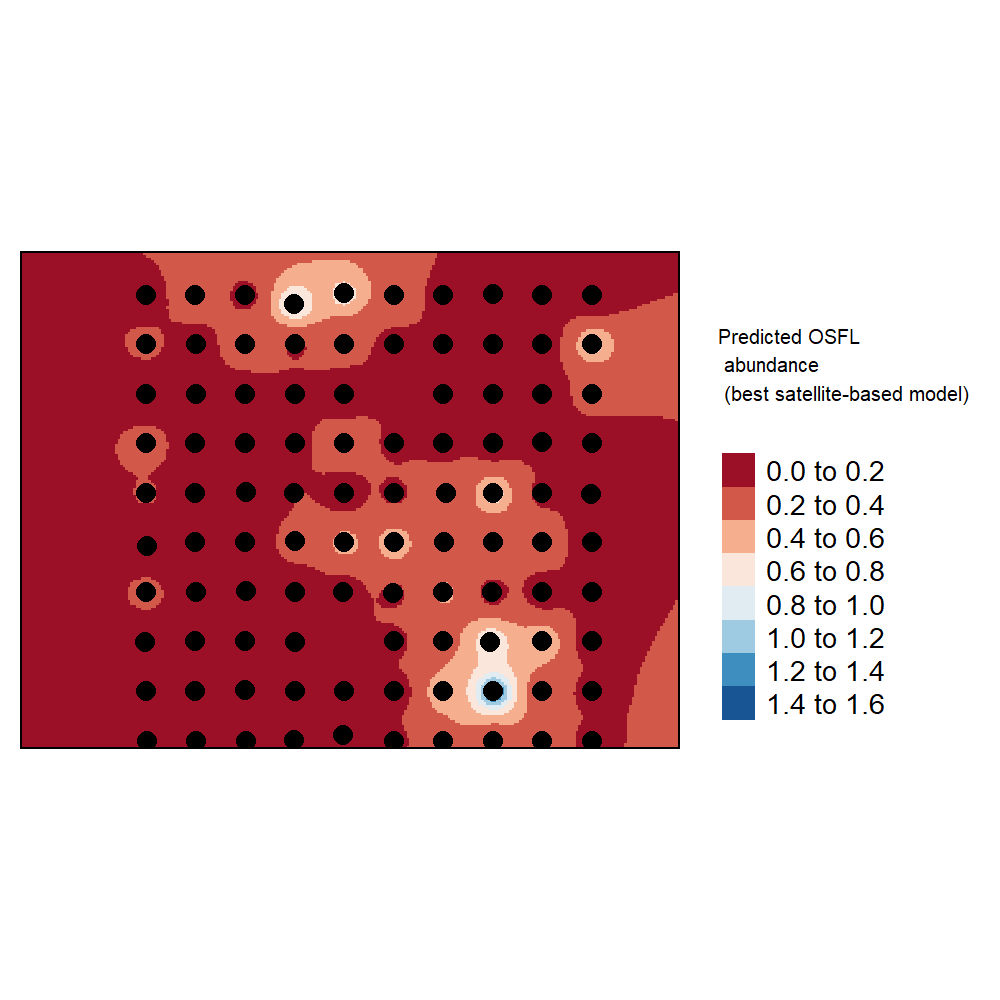 Predicted OSFL
abundance
(best satellite-based model)
0.0 to 0.2
0.2 to 0.4
0.4 to 0.6
0.6 to 0.8
0.8 to 1.0
1.0 to 1.2
1.2 to 1.4
1.4 to 1.6